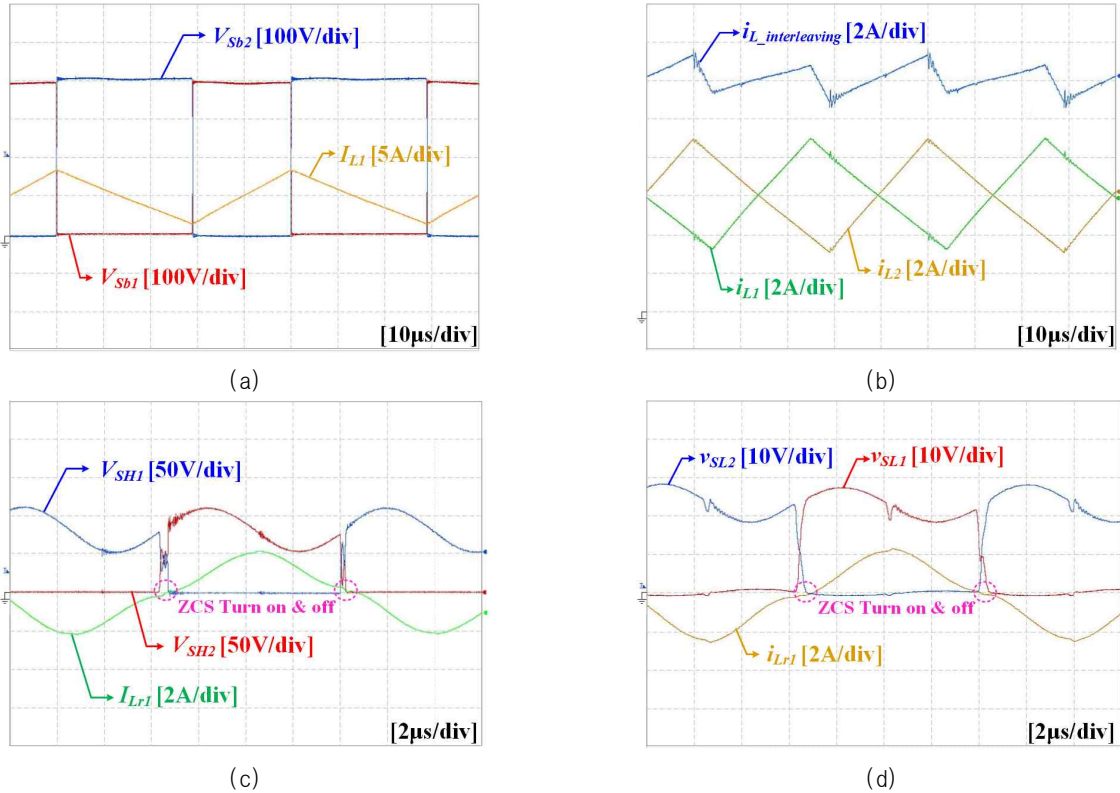 V_Sb2 [100V/div]
I_L1 [5A/div]
V_Sb1 [100V/div]
[10μs/div]
(a)
i_L_interleaving [2A/div]
i_L2 [2A/div]
i_L1 [2A/div]
[10μs/div]
(b)
V_SH1 [50V/div]
ZCS Turn on & off
V_SH2 [50V/div]
I_Lr1 [2A/div]
[2μs/div]
(c)
v_SL2 [10V/div]
v_SL1 [10V/div]
ZCS Turn on & off
i_Lr1 [2A/div]
[2μs/div]
(d)